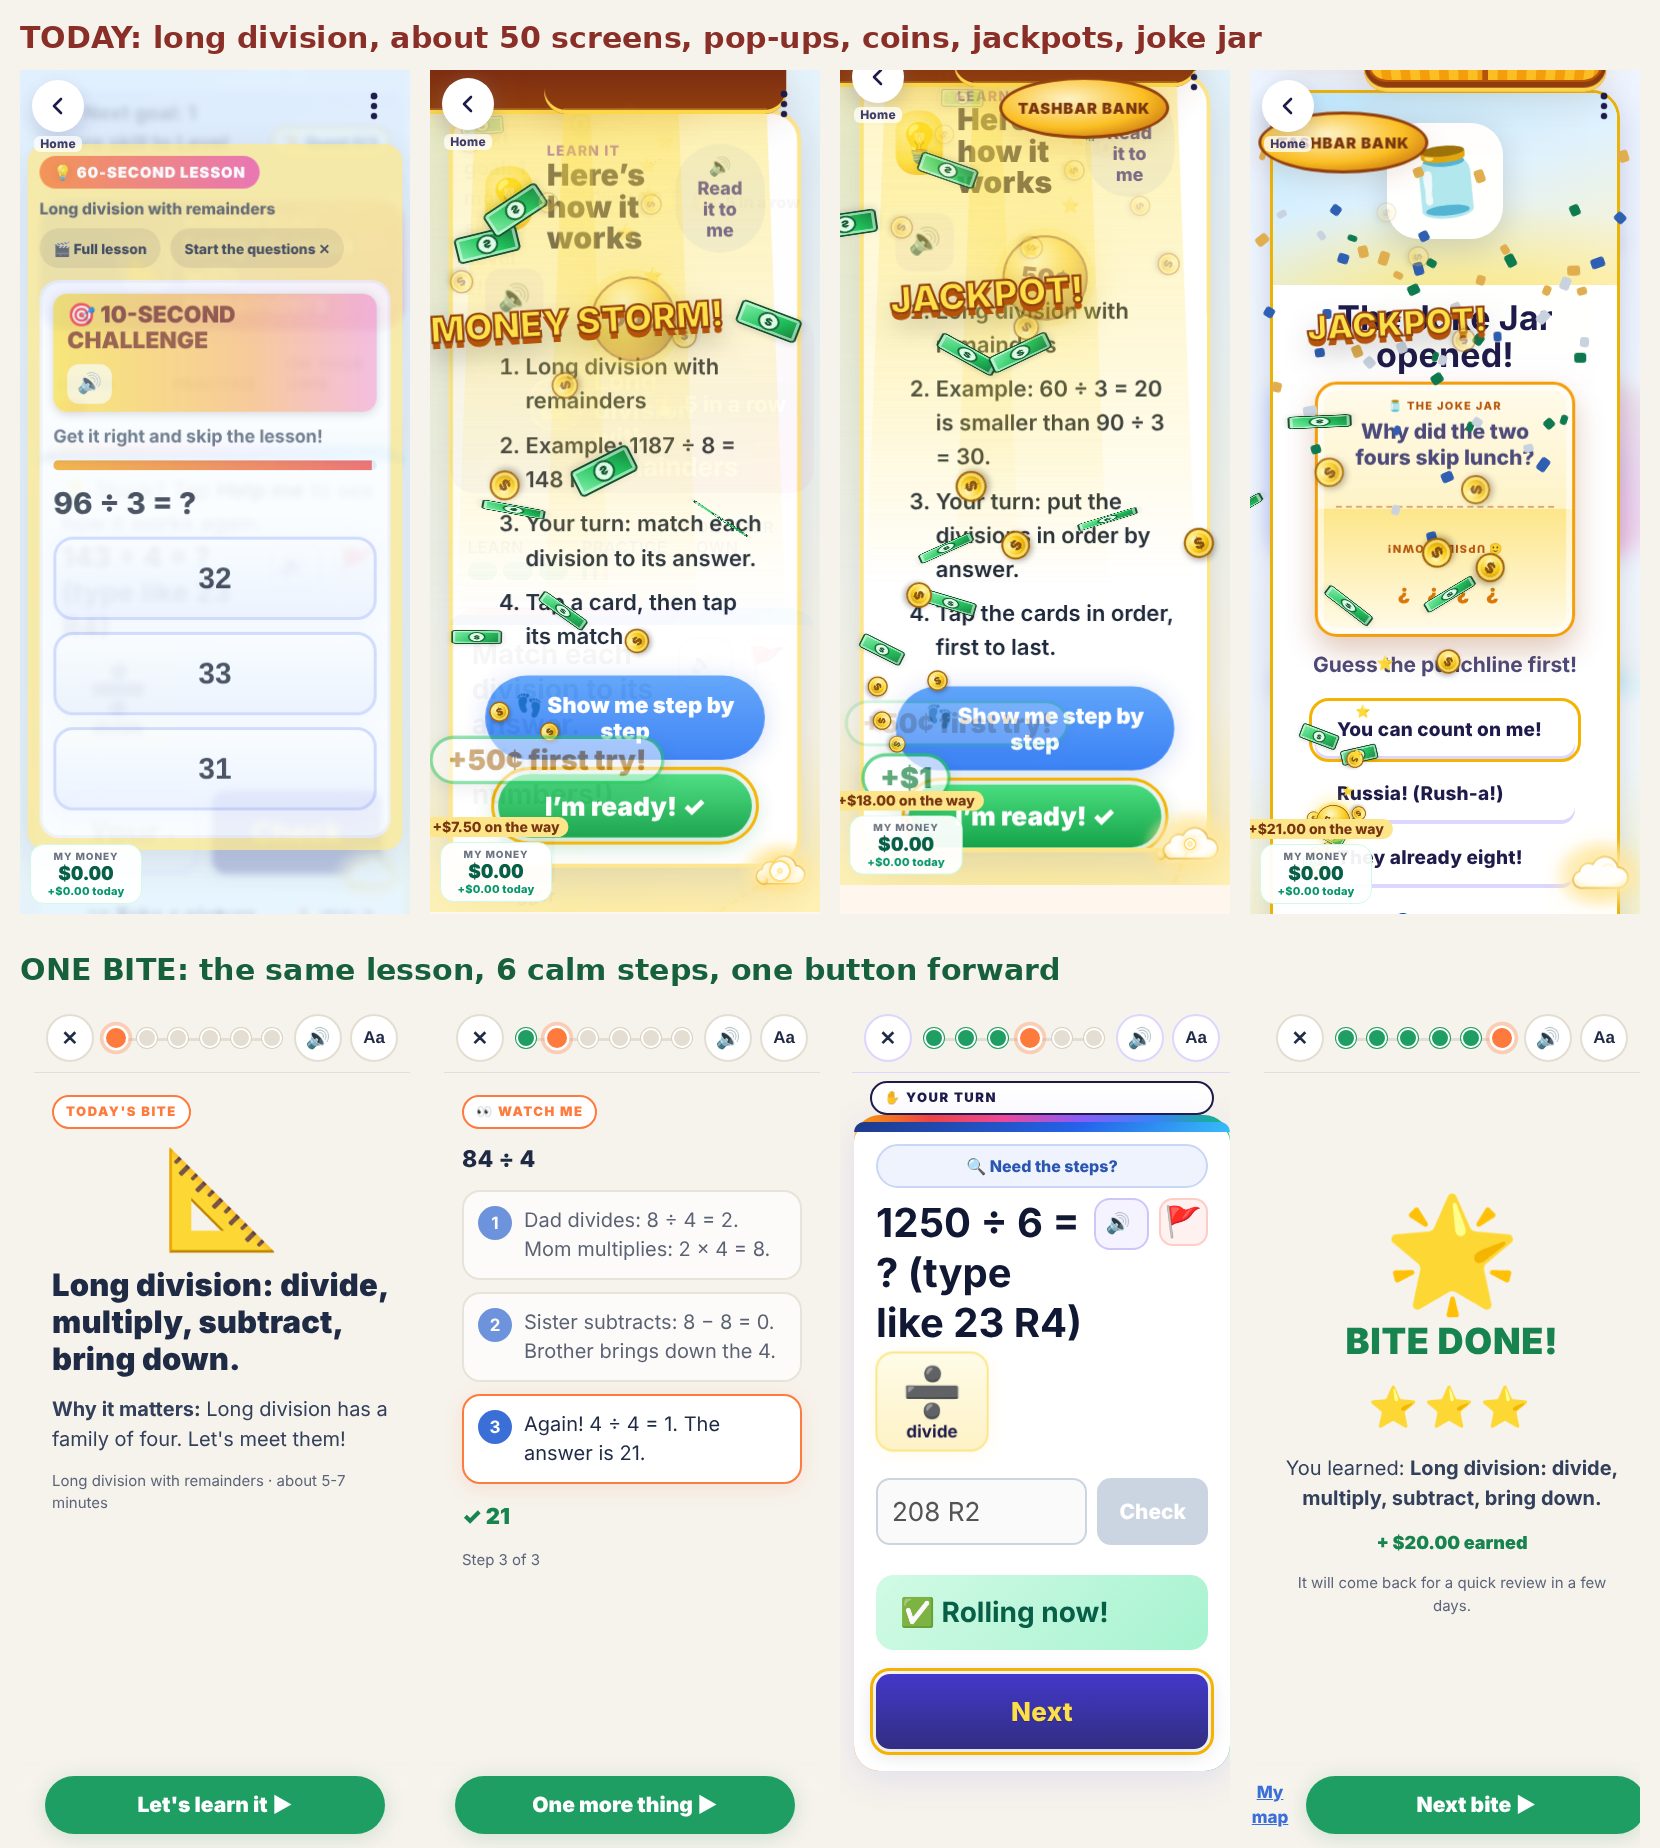 TODAY: long division, about 50 screens, pop-ups, coins, jackpots, joke jar
Home
💡 60-SECOND LESSON
Long division with remainders
🎬 Full lesson
Start the questions ✕
🎯 10-SECOND
CHALLENGE
Get it right and skip the lesson!
96 ÷ 3 = ?
32
33
31
MY MONEY
$0.00
+$0.00 today
Home
LEARN IT
Here's
how it
works
Read
it to
me
MONEY STORM!
1. Long division with
remainders
2. Example: 1187 ÷ 8 =
148
3. Your turn: match each
division to its answer.
4. Tap a card, then tap
its match
Show me step by
step
+50¢ first try!
I'm ready! ✓
+$7.50 on the way
MY MONEY
$0.00
+$0.00 today
Home
TASHBAR BANK
LEARN
Here's
how it
works
Read
it to
me
50¢
JACKPOT!
Long division with
remainders
2. Example: 60 ÷ 3 = 20
is smaller than 90 ÷ 3
= 30.
3. Your turn: put the
divisions in order by
answer.
4. Tap the cards in order,
first to last.
Show me step by
step
+50¢ first try!
+$1
I'm ready! ✓
+$18.00 on the way
MY MONEY
$0.00
+$0.00 today
Home
HBAR BANK
The Joke Jar
JACKPOT!
opened!
THE JOKE JAR
Why did the two
fours skip lunch?
Guess the punchline first!
You can count on me!
Russia! (Rush-a!)
They already eight!
+$21.00 on the way
MY MONEY
$0.00
+$0.00 today
ONE BITE: the same lesson, 6 calm steps, one button forward
✕
Aa
TODAY'S BITE
Long division: divide,
multiply, subtract,
bring down.
Why it matters: Long division has a
family of four. Let's meet them!
Long division with remainders · about 5-7
minutes
Let's learn it ▶
✕
Aa
👀 WATCH ME
84 ÷ 4
1 Dad divides: 8 ÷ 4 = 2.
Mom multiplies: 2 × 4 = 8.
2 Sister subtracts: 8 − 8 = 0.
Brother brings down the 4.
3 Again! 4 ÷ 4 = 1. The
answer is 21.
✓ 21
Step 3 of 3
One more thing ▶
✕
Aa
✋ YOUR TURN
🔍 Need the steps?
1250 ÷ 6 =
? (type
like 23 R4)
divide
208 R2
Check
✅ Rolling now!
Next
✕
Aa
BITE DONE!
You learned: Long division: divide,
multiply, subtract, bring down.
+ $20.00 earned
It will come back for a quick review in a few
days.
My
map
Next bite ▶